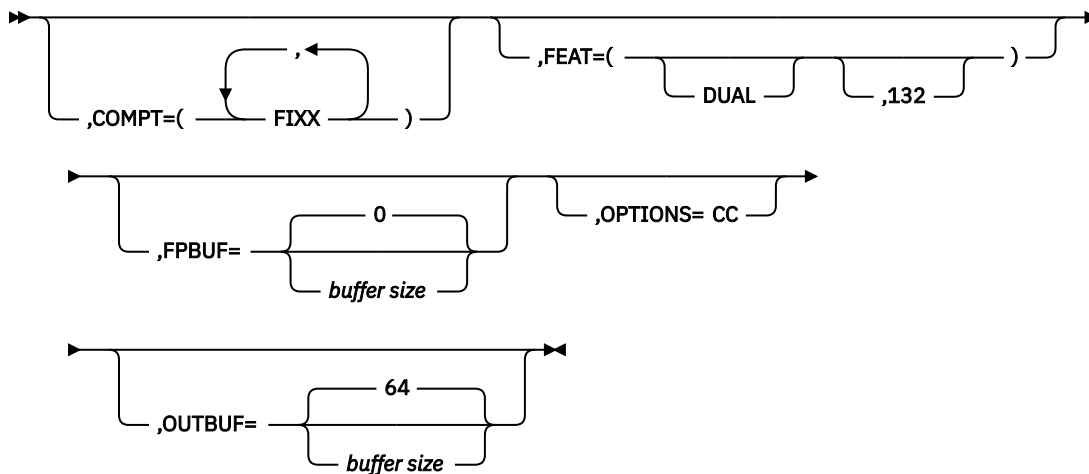 ,
,COMPT=( FIXX )
,FEAT=( DUAL ,132 )
0
,FPBUF=
buffer size
,OPTIONS= CC
64
,OUTBUF=
buffer size